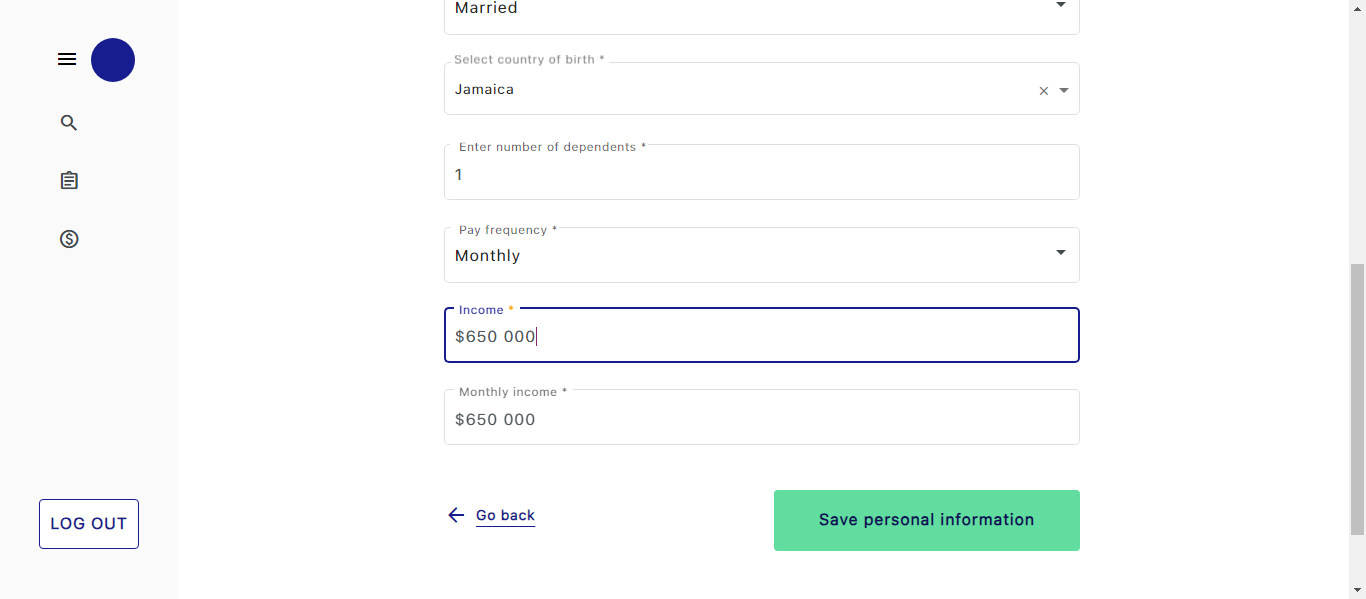 Married
Select country of birth *
Jamaica
Enter number of dependents *
1
Pay frequency *
Monthly
Income *
$650 000
Monthly income *
$650 000
Go back
Save personal information
LOG OUT